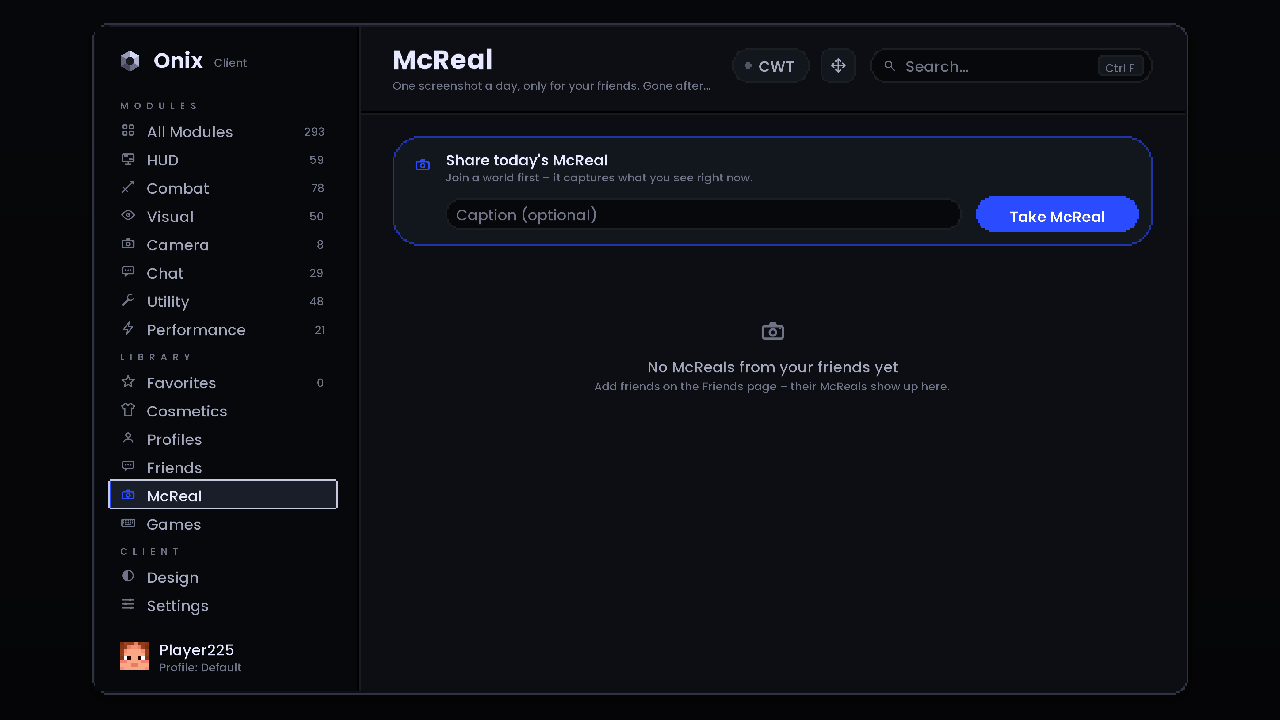 Onix Client
MODULES
All Modules 293
HUD 59
Combat 78
Visual 50
Camera 8
Chat 29
Utility 48
Performance 21
LIBRARY
Favorites 0
Cosmetics
Profiles
Friends
McReal
Games
CLIENT
Design
Settings
Player225
Profile: Default
McReal
One screenshot a day, only for your friends. Gone after...
CWT
Search...
Ctrl F
Share today's McReal
Join a world first – it captures what you see right now.
Caption (optional)
Take McReal
No McReals from your friends yet
Add friends on the Friends page – their McReals show up here.